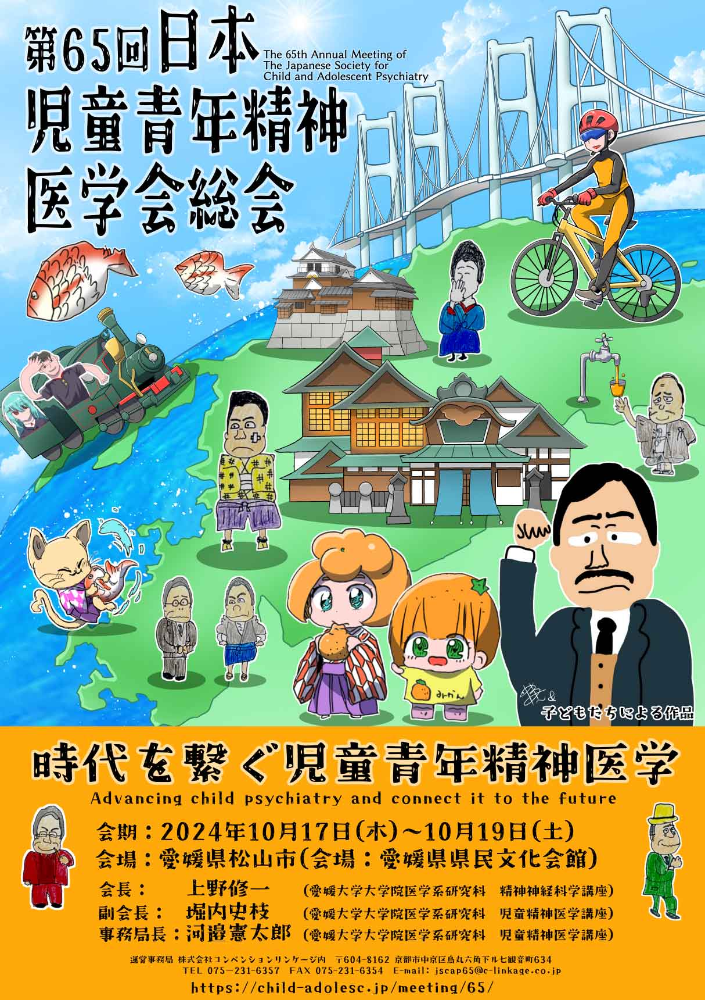 第65回日本
The 65th Annual Meeting of
The Japanese Society for
Child and Adolescent Psychiatry
児童青年精神
医学会総会
みかん
&
子どもたちによる作品
時代を繋ぐ児童青年精神医学
Advancing child psychiatry and connect it to the future
会期：2024年10月17日(木)～10月19日(土)
会場：愛媛県松山市(会場：愛媛県県民文化会館)
会長： 上野修一 (愛媛大学大学院医学系研究科 精神神経科学講座)
副会長： 堀内史枝 (愛媛大学大学院医学系研究科 児童精神医学講座)
事務局長：河邉憲太郎 (愛媛大学大学院医学系研究科 児童精神医学講座)
運営事務局 株式会社コンベンションリンケージ内 〒604-8162 京都市中京区烏丸六角下ル七観音町634
TEL 075-231-6357 FAX 075-231-6354 E-mail: jscap65@c-linkage.co.jp
https://child-adolesc.jp/meeting/65/